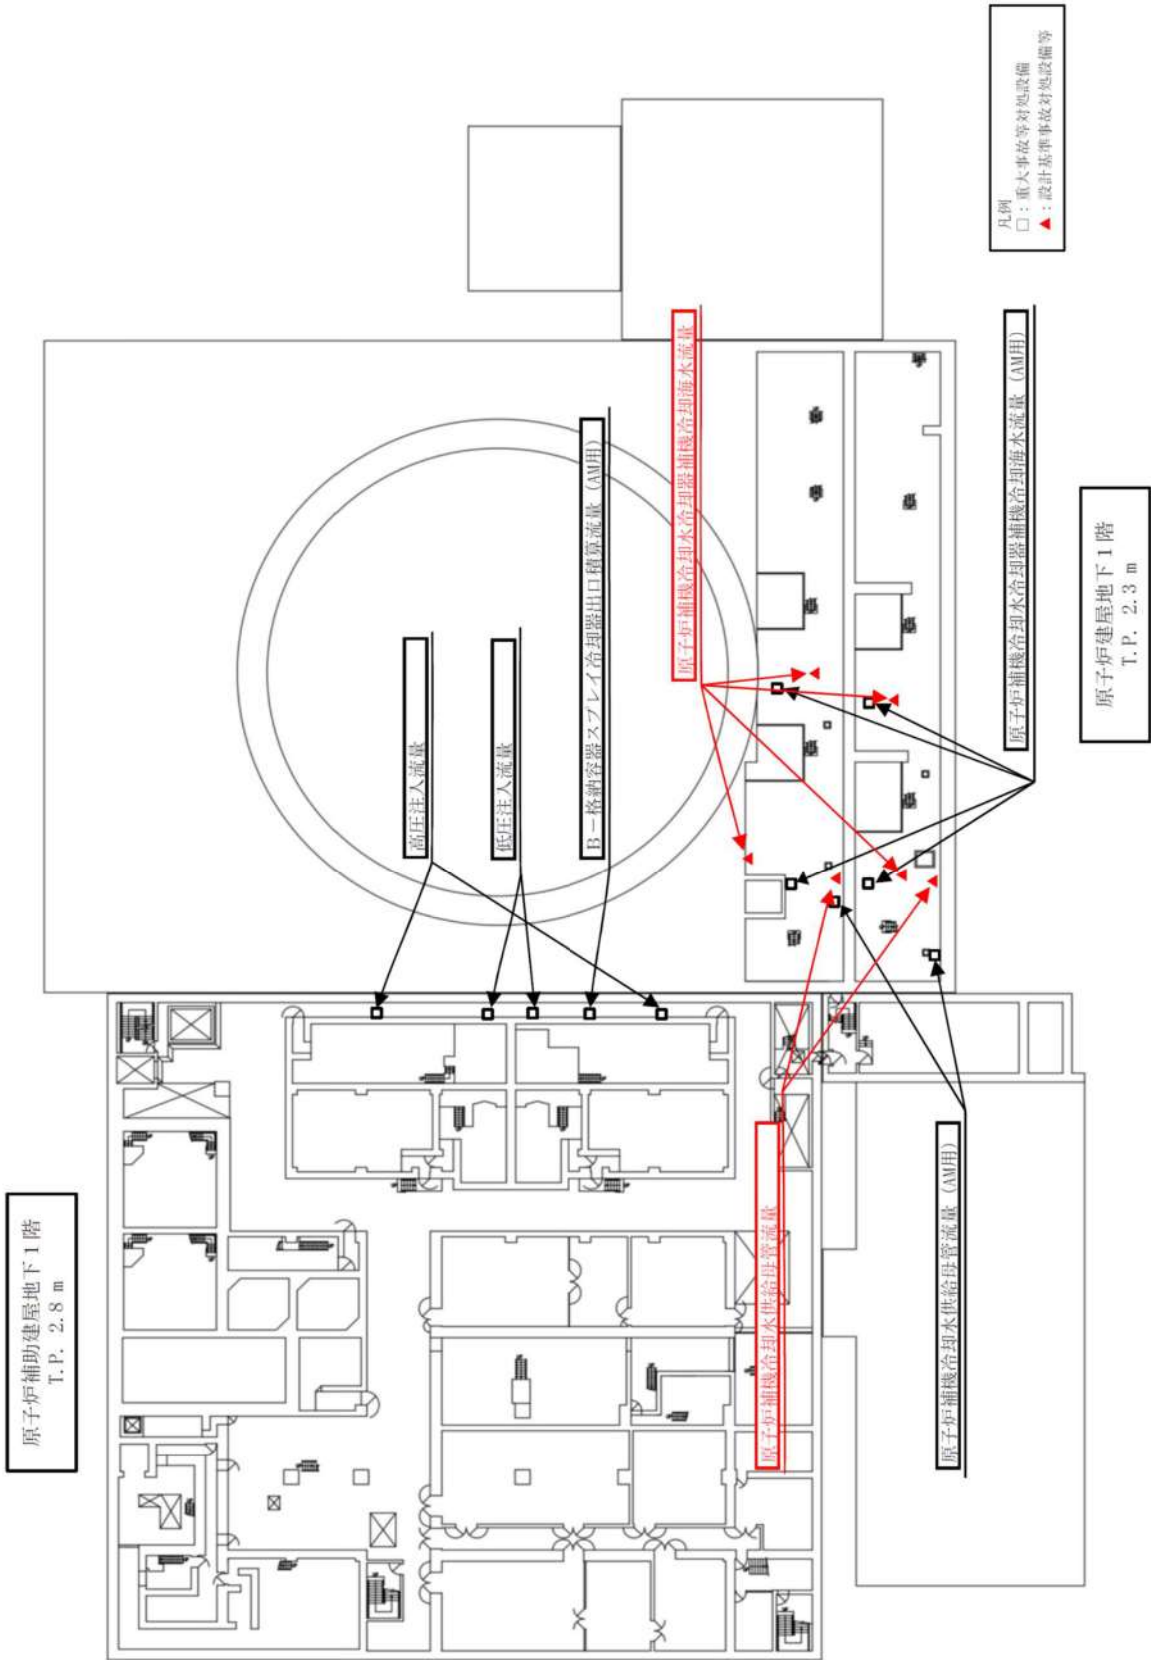 原子炉補助建屋地下1階
T.P. 2.8 m
高圧注入流量
低圧注入流量
B－格納容器スプレイ冷却器出口積算流量（AM用）
原子炉補機冷却水冷却器補機冷却海水流量
原子炉補機冷却水供給母管流量
原子炉補機冷却水供給母管流量（AM用）
原子炉補機冷却水冷却器補機冷却海水流量（AM用）
原子炉建屋地下1階
T.P. 2.3 m
凡例
□：重大事故等対処設備
▲：設計基準事故対処設備等